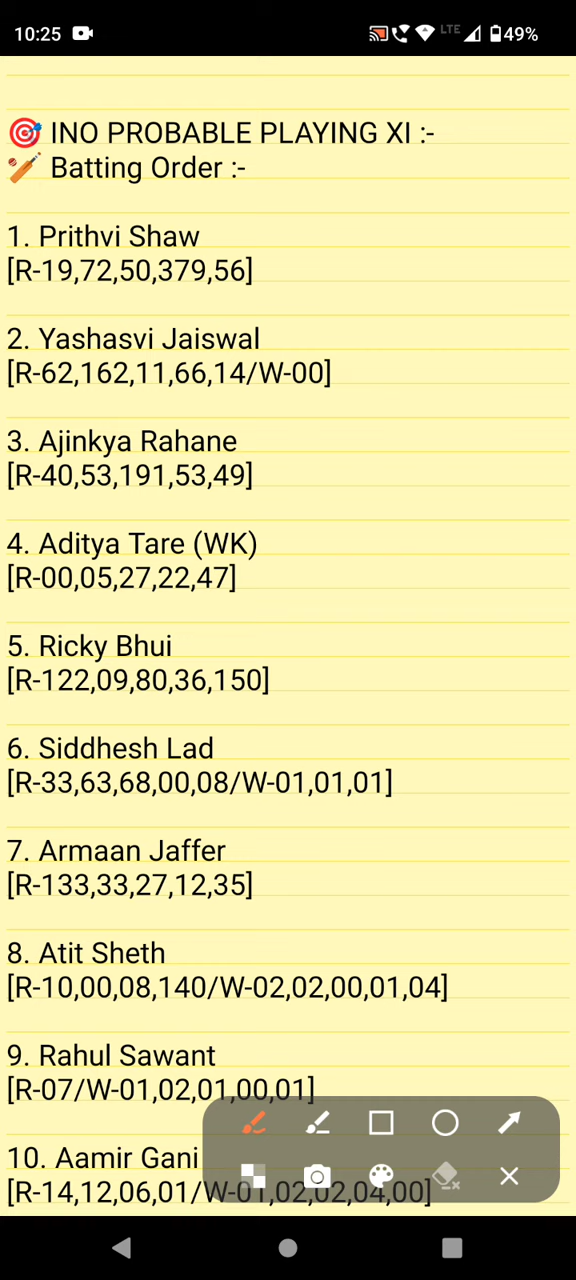 10:25
LTE
49%
🎯 INO PROBABLE PLAYING XI :-
🏏 Batting Order :-
1. Prithvi Shaw
[R-19,72,50,379,56]
2. Yashasvi Jaiswal
[R-62,162,11,66,14/W-00]
3. Ajinkya Rahane
[R-40,53,191,53,49]
4. Aditya Tare (WK)
[R-00,05,27,22,47]
5. Ricky Bhui
[R-122,09,80,36,150]
6. Siddhesh Lad
[R-33,63,68,00,08/W-01,01,01]
7. Armaan Jaffer
[R-133,33,27,12,35]
8. Atit Sheth
[R-10,00,08,140/W-02,02,00,01,04]
9. Rahul Sawant
[R-07/W-01,02,01,00,01]
10. Aamir Gani
[R-14,12,06,01/W-01,02,02,04,00]